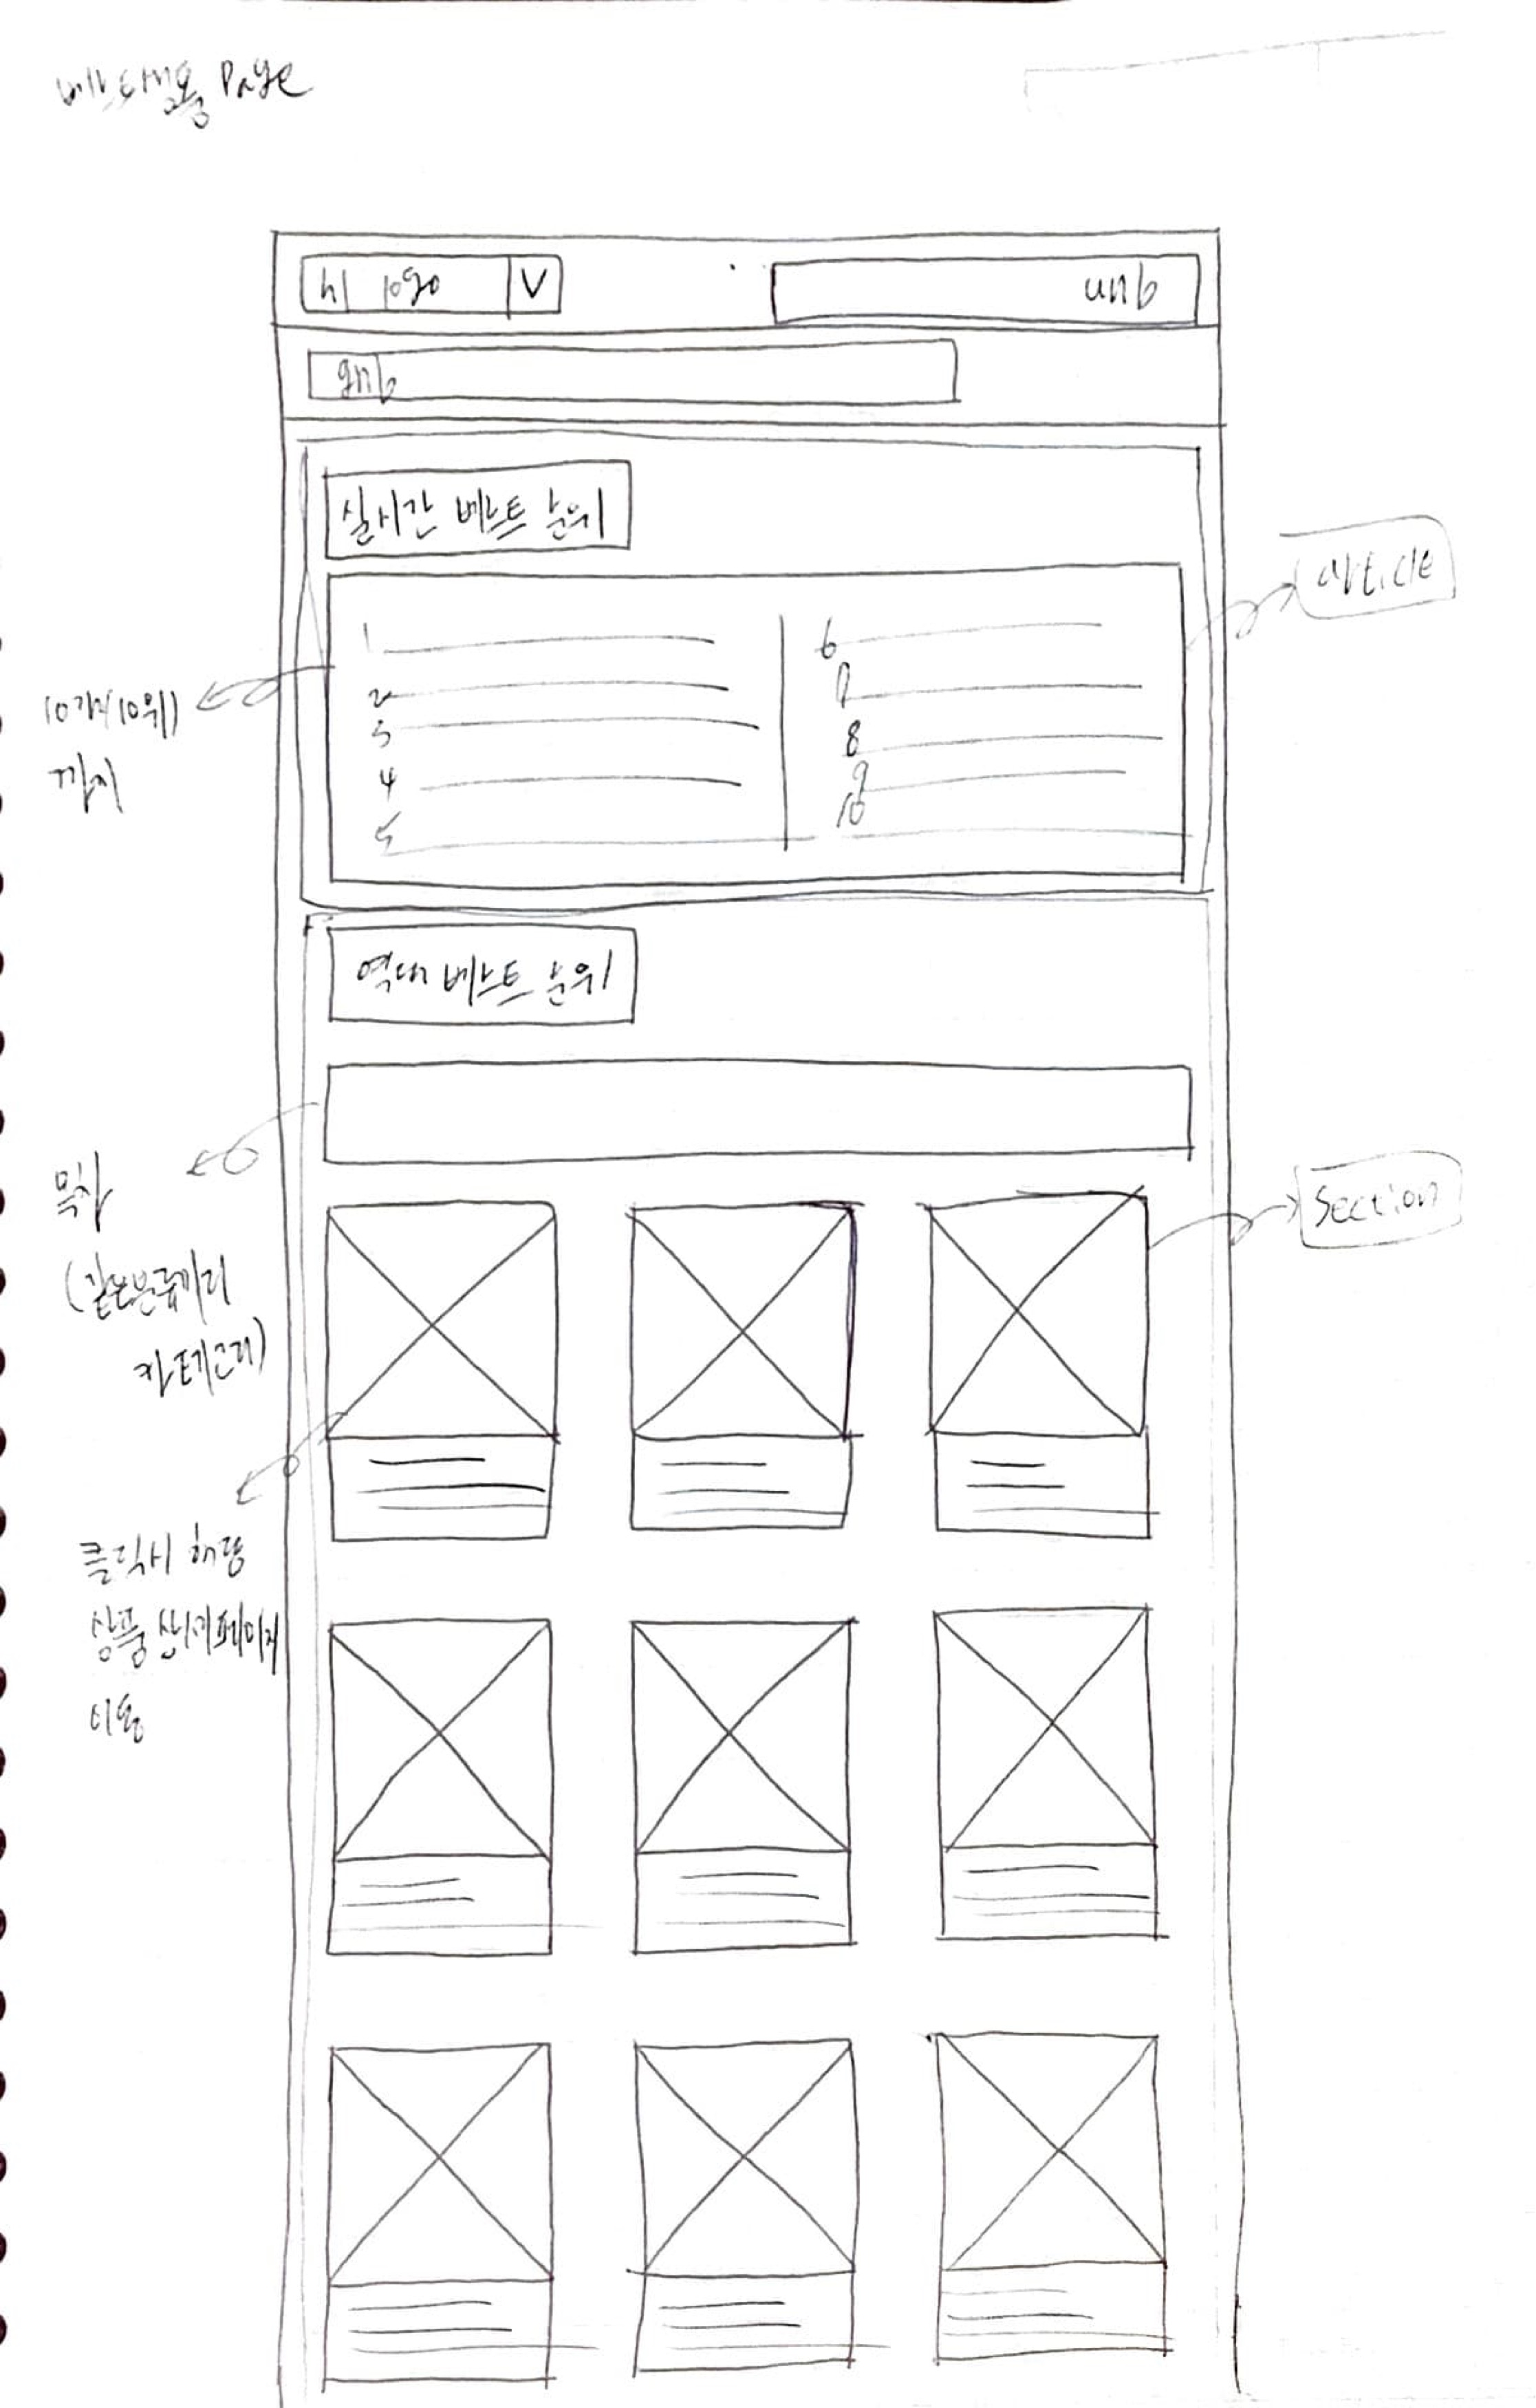 베스트상품 Page
h1 logo V
unb
gnb
실시간 베스트 순위
article
1
2
3
4
5
6
7
8
9
10
10개(10위)
까지
역대 베스트 순위
목차
(같은분류끼리
카테고리)
Section
클릭시 해당
상품 상세페이지
이동